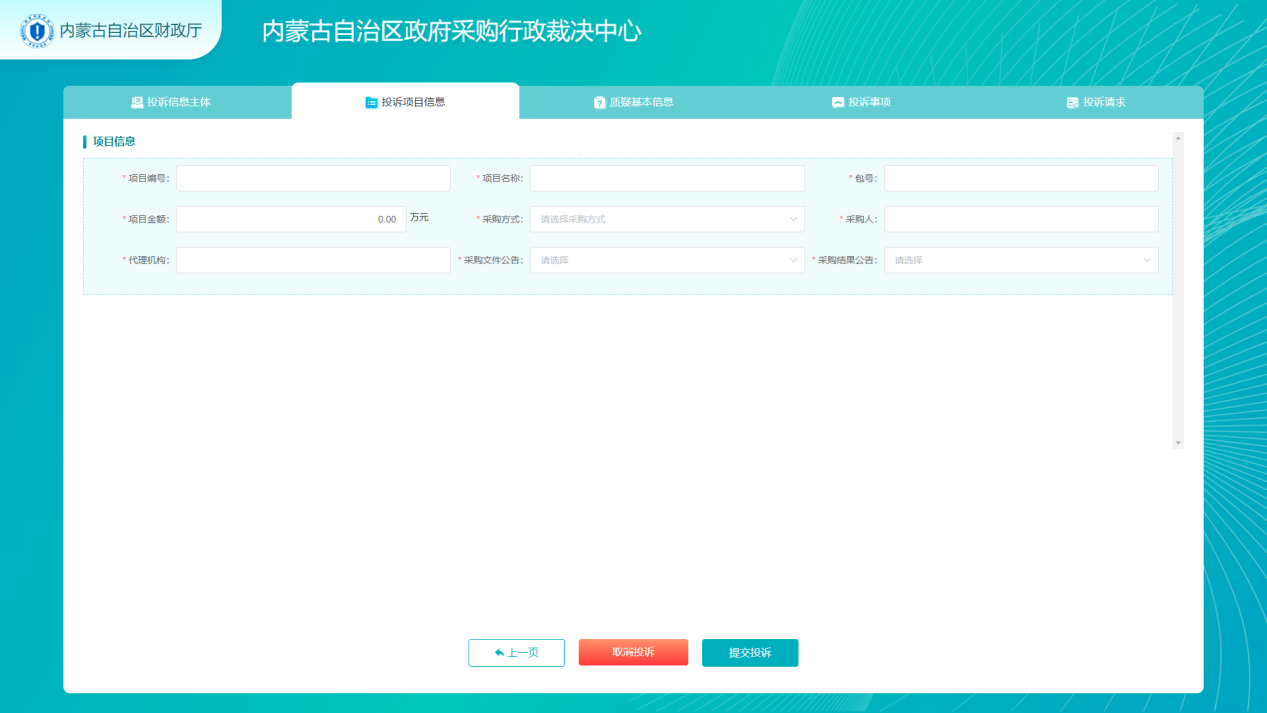 内蒙古自治区财政厅
内蒙古自治区政府采购行政裁决中心
投诉信息主体
投诉项目信息
质疑基本信息
投诉事项
投诉请求
项目信息
*项目编号:
*项目名称:
*包号:
*项目金额: 0.00 万元
*采购方式: 请选择采购方式
*采购人:
*代理机构:
*采购文件公告: 请选择
*采购结果公告: 请选择
上一页
取消投诉
提交投诉